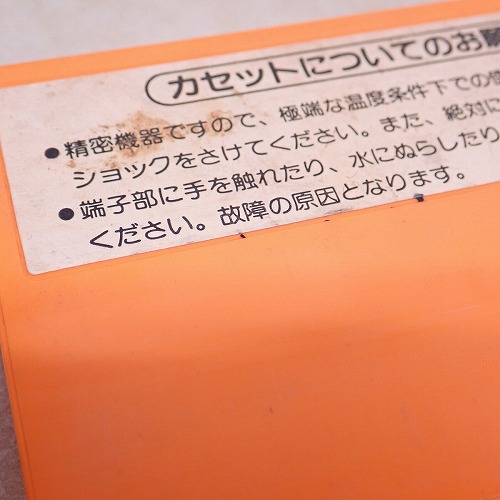 カセットについてのお願
●精密機器ですので、極端な温度条件下での使
ショックをさけてください。また、絶対に
●端子部に手を触れたり、水にぬらしたり
ください。故障の原因となります。